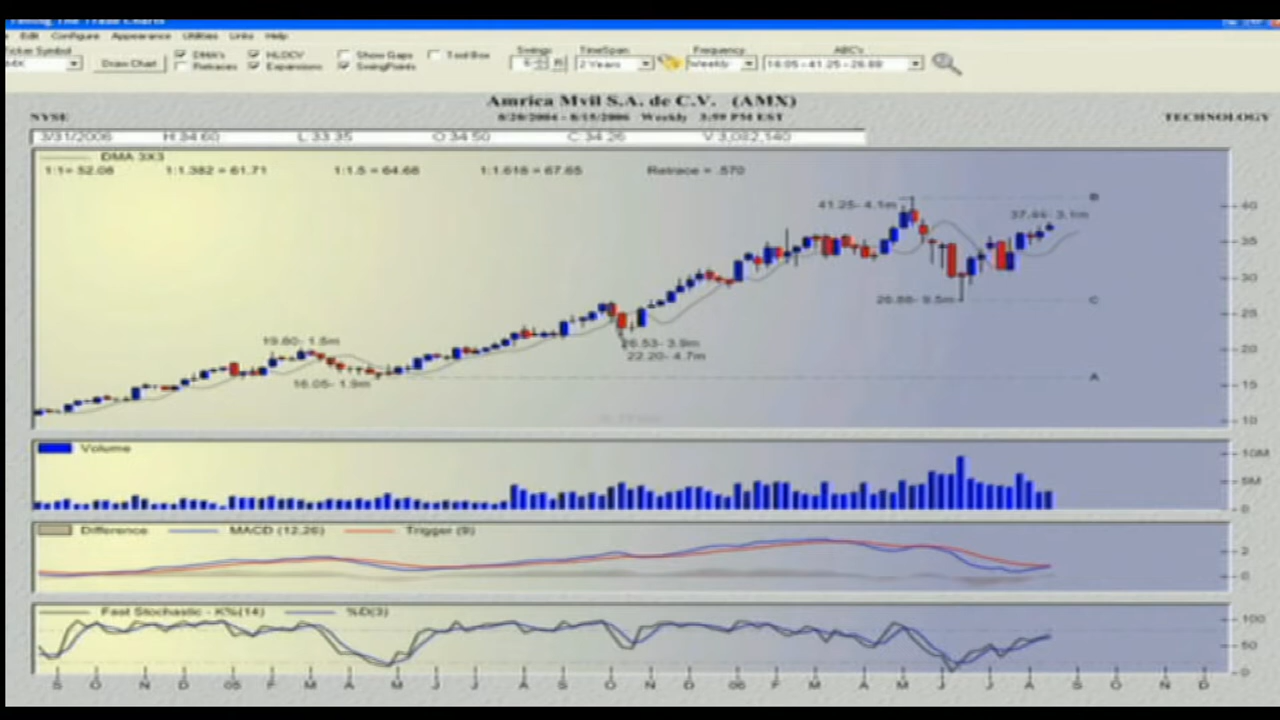 Edit Configure Appearance Utilities Links Help
Ticker Symbol
Draw Chart
DMA's HLOCV Show Gaps Tool Box
Retraces Expansions SwingPoints
Swings TimeSpan Frequency ABC's
2 Years Weekly 16.05 - 41.25 - 26.88
Amrica Mvil S.A. de C.V. (AMX)
NYSE 8/20/2004 - 8/15/2006 Weekly 3:59 PM EST TECHNOLOGY
3/31/2006 H:34.60 L:33.35 O:34.50 C:34.26 V:3,082,140
DMA 3X3
1:1= 52.08 1:1.382 = 61.71 1:1.5 = 64.68 1:1.618 = 67.65 Retrace = .570
41.25- 4.1m B 40
3.1m
35
30
26.88- 9.5m C
25
19.80- 1.5m 26.53- 3.9m
22.20- 4.7m 20
16.05- 1.9m A
15
10
Volume 10M
5M
0
Difference MACD (12,26) Trigger (9)
2
0
Fast Stochastic - K%(14) %D(3)
100
50
0
S O N D 05 F M A M J J A S O N D 06 F M A M J J A S O N D